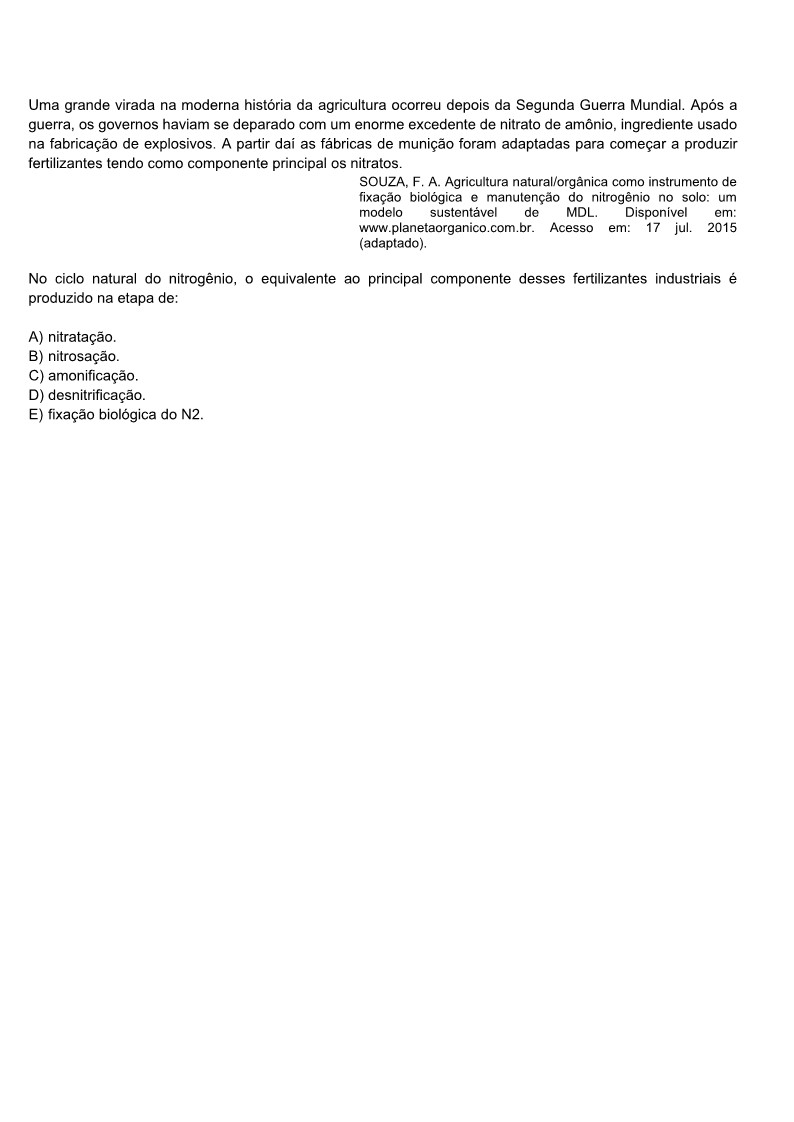 Uma grande virada na moderna história da agricultura ocorreu depois da Segunda Guerra Mundial. Após a
guerra, os governos haviam se deparado com um enorme excedente de nitrato de amônio, ingrediente usado
na fabricação de explosivos. A partir daí as fábricas de munição foram adaptadas para começar a produzir
fertilizantes tendo como componente principal os nitratos.
SOUZA, F. A. Agricultura natural/orgânica como instrumento de
fixação biológica e manutenção do nitrogênio no solo: um
modelo sustentável de MDL. Disponível em:
www.planetaorganico.com.br. Acesso em: 17 jul. 2015
(adaptado).
No ciclo natural do nitrogênio, o equivalente ao principal componente desses fertilizantes industriais é
produzido na etapa de:
A) nitratação.
B) nitrosação.
C) amonificação.
D) desnitrificação.
E) fixação biológica do N2.